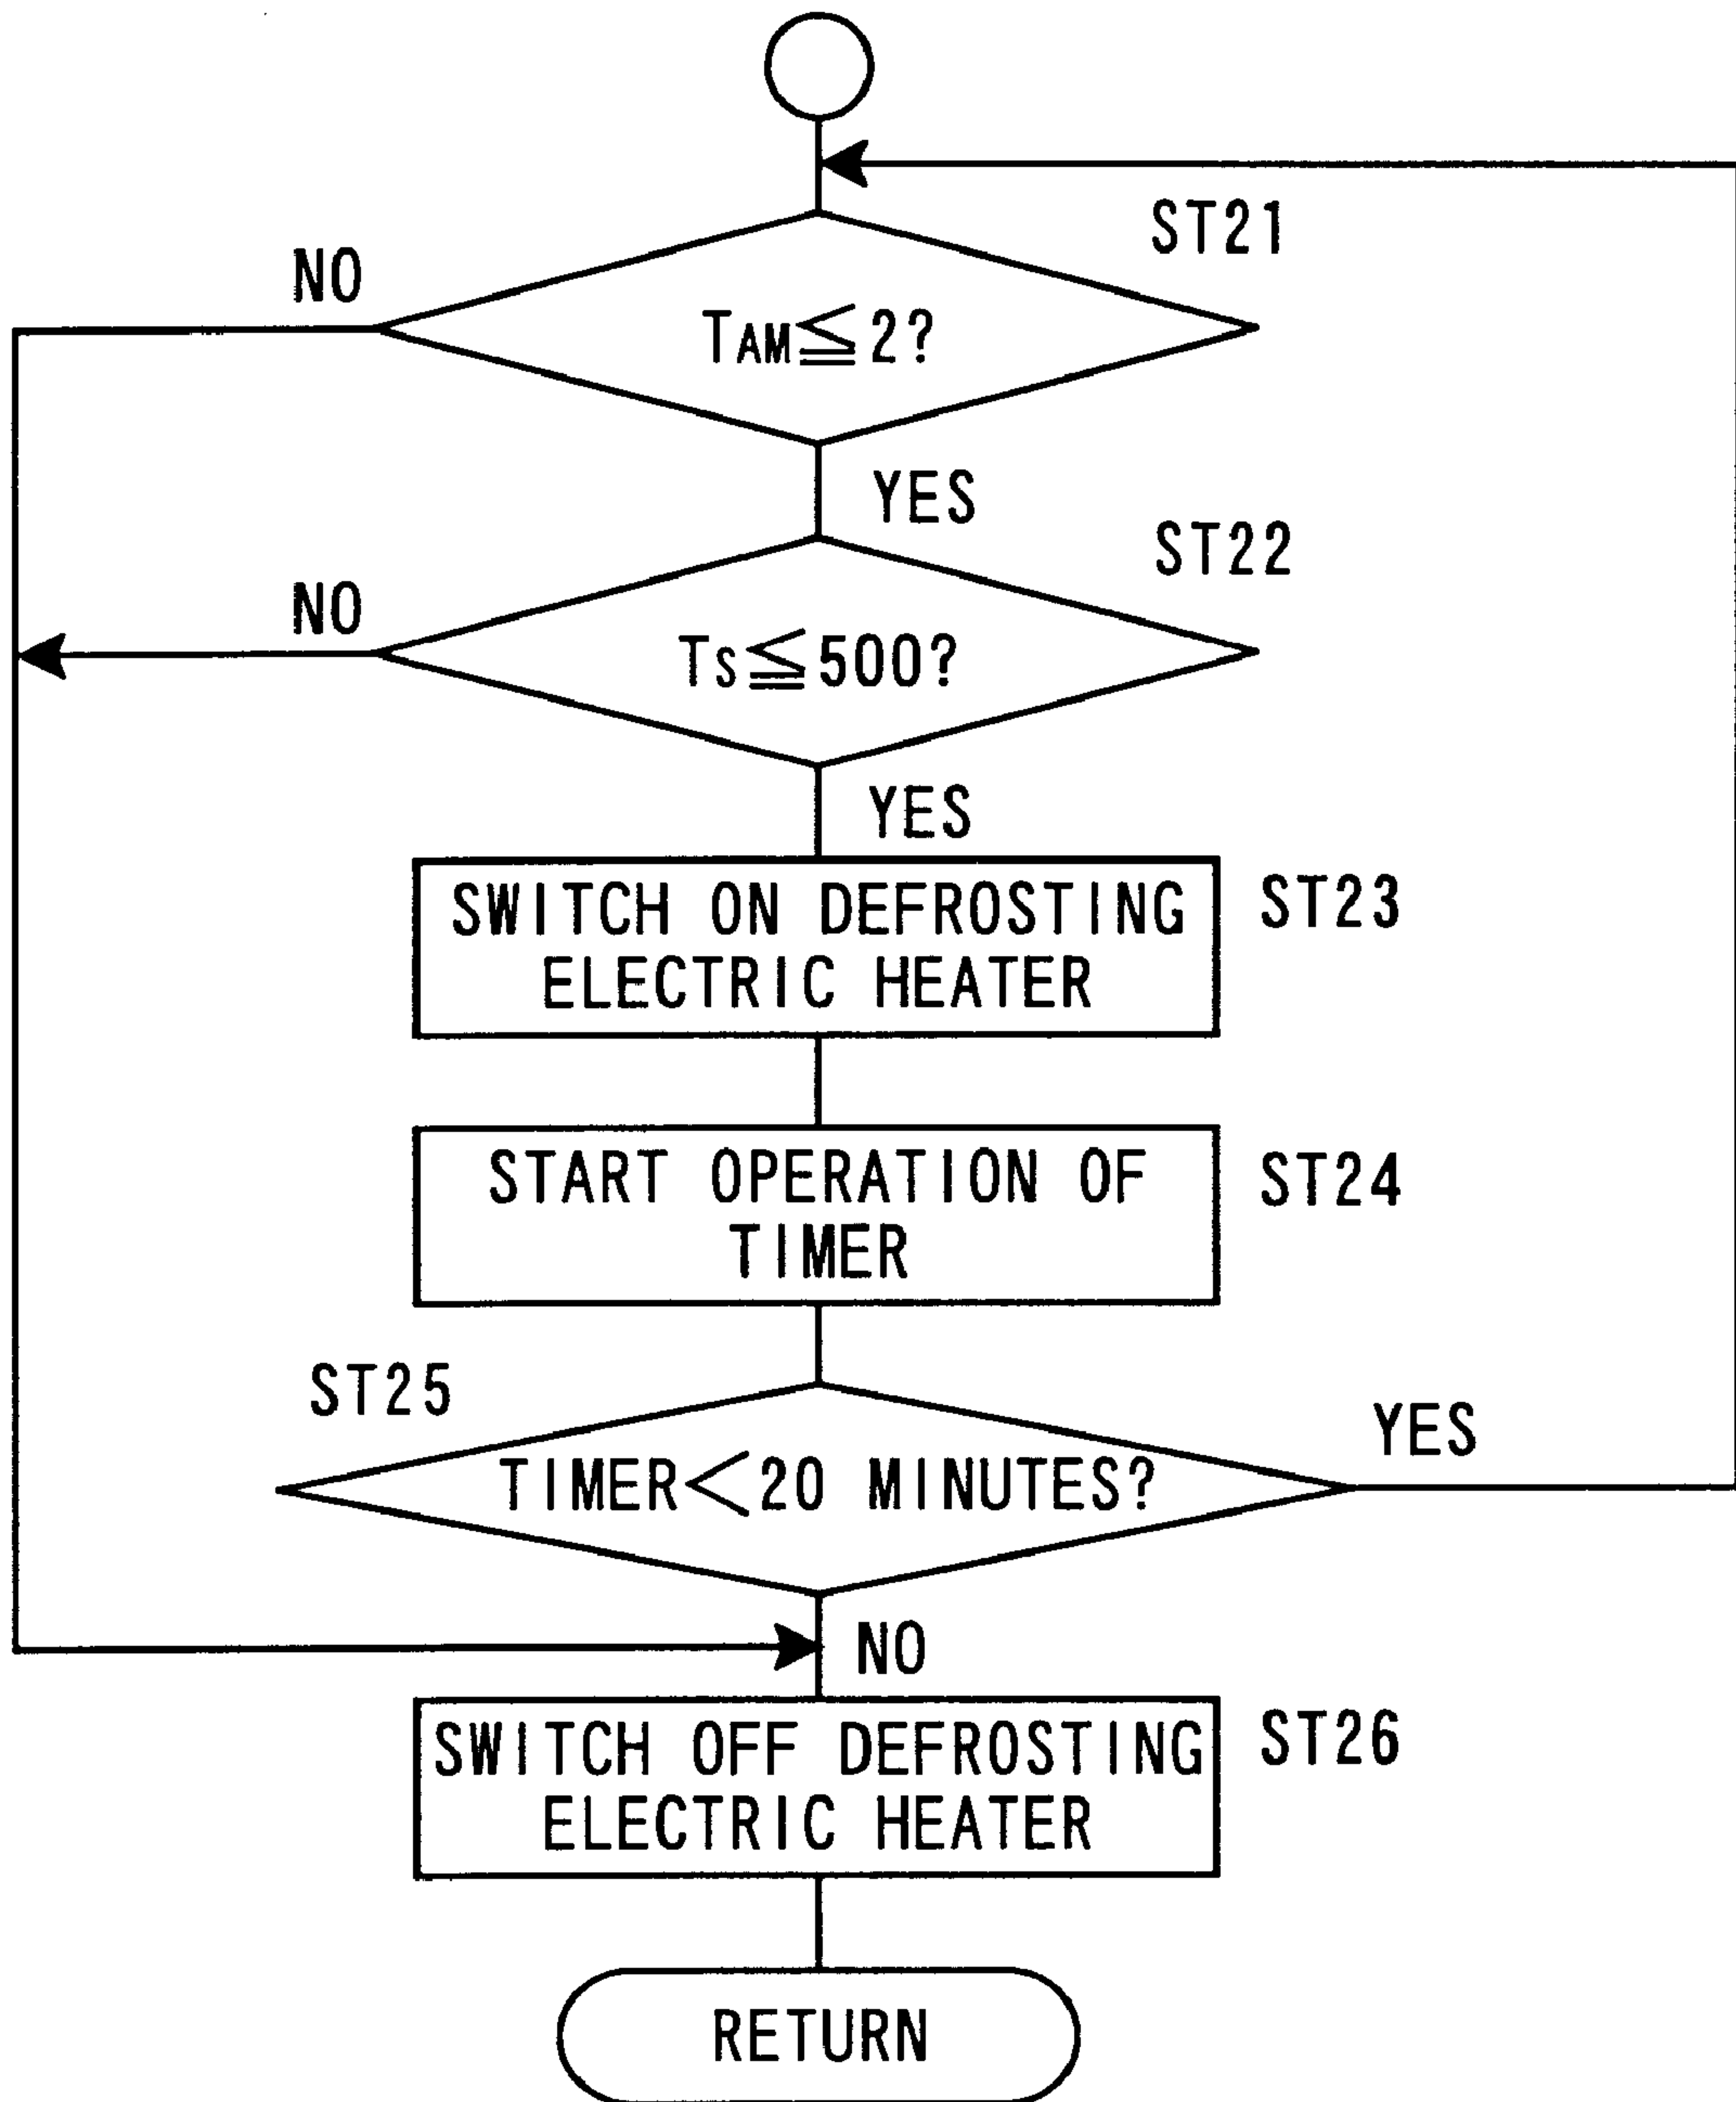 ST21
NO
TAM≦2?
YES
ST22
NO
TS≦500?
YES
SWITCH ON DEFROSTING
ELECTRIC HEATER
ST23
START OPERATION OF
TIMER
ST24
ST25
YES
TIMER<20 MINUTES?
NO
SWITCH OFF DEFROSTING
ELECTRIC HEATER
ST26
RETURN